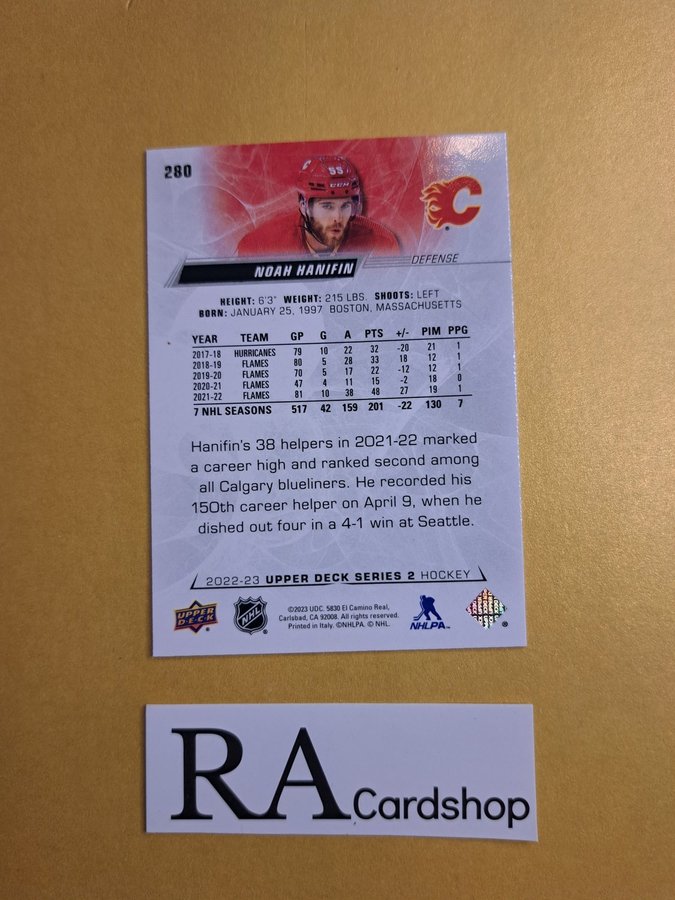 280
55
CCM
C
NOAH HANIFIN
DEFENSE
HEIGHT: 6'3" WEIGHT: 215 LBS. SHOOTS: LEFT
BORN: JANUARY 25, 1997 BOSTON, MASSACHUSETTS
YEAR TEAM GP G A PTS +/- PIM PPG
2017-18 HURRICANES 79 10 22 32 -20 21 1
2018-19 FLAMES 80 5 28 33 18 12 1
2019-20 FLAMES 70 5 17 22 -12 12 1
2020-21 FLAMES 47 4 11 15 -2 18 0
2021-22 FLAMES 81 10 38 48 27 19 1
7 NHL SEASONS 517 42 159 201 -22 130 7
Hanifin's 38 helpers in 2021-22 marked
a career high and ranked second among
all Calgary blueliners. He recorded his
150th career helper on April 9, when he
dished out four in a 4-1 win at Seattle.
2022-23 UPPER DECK SERIES 2 HOCKEY
UPPER DECK
NHL
©2023 UDC. 5830 El Camino Real,
Carlsbad, CA 92008. All rights reserved.
Printed in Italy. ©NHLPA. © NHL.
NHLPA™
®
RA Cardshop